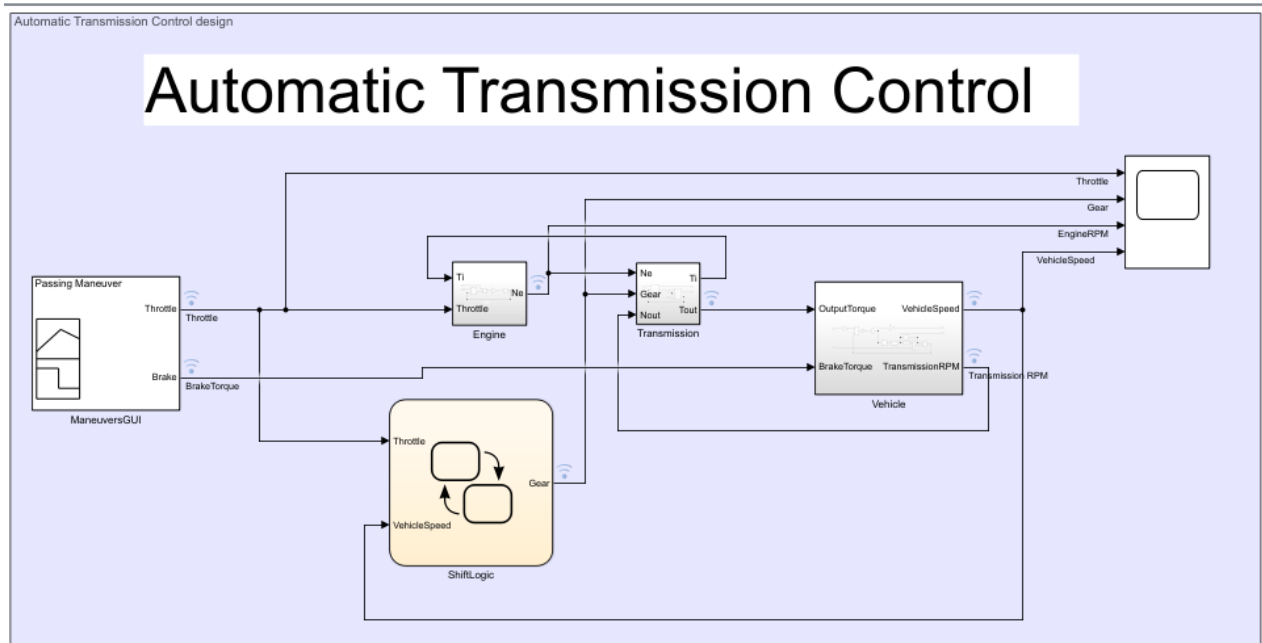 Automatic Transmission Control design
Automatic Transmission Control
Throttle
Gear
EngineRPM
VehicleSpeed
Passing Maneuver
Throttle
Throttle
Brake
BrakeTorque
ManeuversGUI
Ti
Ne
Throttle
Engine
Ne
Ti
Gear
Nout
Tout
Transmission
OutputTorque
VehicleSpeed
BrakeTorque
TransmissionRPM
Transmission RPM
Vehicle
Throttle
Gear
VehicleSpeed
ShiftLogic